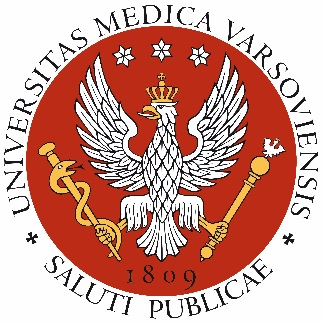 UNIVERSITAS MEDICA VARSOVIENSIS
SALUTI PUBLICAE
1809